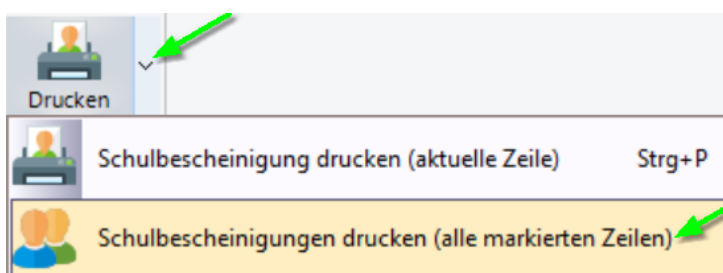 Drucken
Schulbescheinigung drucken (aktuelle Zeile) Strg+P
Schulbescheinigungen drucken (alle markierten Zeilen)